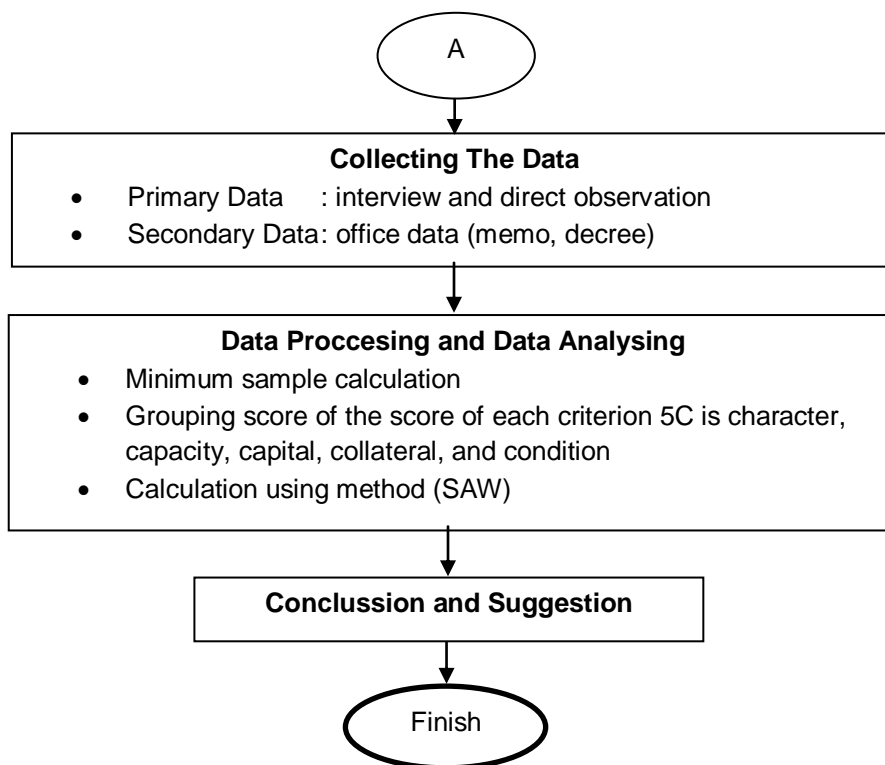 A
Collecting The Data
• Primary Data : interview and direct observation
• Secondary Data : office data (memo, decree)
Data Proccesing and Data Analysing
• Minimum sample calculation
• Grouping score of the score of each criterion 5C is character,
capacity, capital, collateral, and condition
• Calculation using method (SAW)
Conclussion and Suggestion
Finish